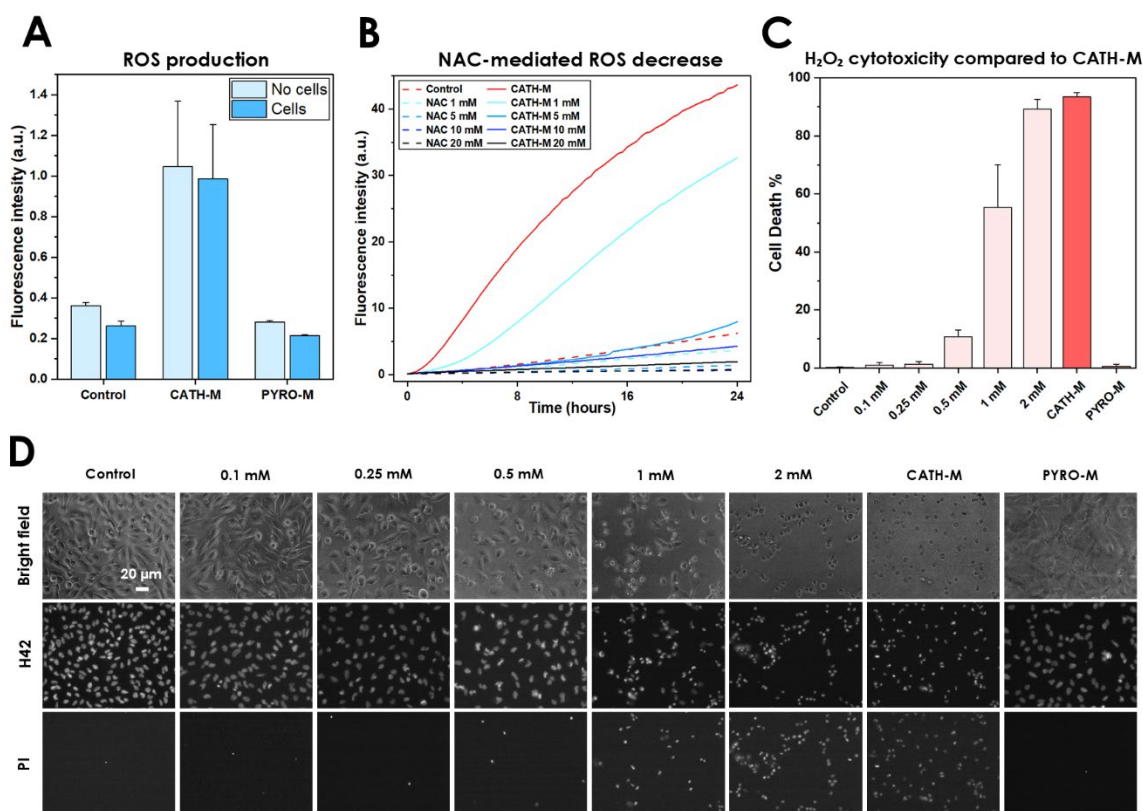 A
ROS production
Fluorescence intensity (a.u.)
1.4
1.2
1.0
0.8
0.6
0.4
0.2
0.0
No cells
Cells
Control
CATH-M
PYRO-M
B
NAC-mediated ROS decrease
Fluorescence intesity (a.u.)
40
30
20
10
0
Control
NAC 1 mM
NAC 5 mM
NAC 10 mM
NAC 20 mM
CATH-M
CATH-M 1 mM
CATH-M 5 mM
CATH-M 10 mM
CATH-M 20 mM
0
8
16
24
Time (hours)
C
H₂O₂ cytotoxicity compared to CATH-M
Cell Death %
100
80
60
40
20
0
Control
0.1 mM
0.25 mM
0.5 mM
1 mM
2 mM
CATH-M
PYRO-M
D
Control
0.1 mM
0.25 mM
0.5 mM
1 mM
2 mM
CATH-M
PYRO-M
Bright field
20 µm
H42
PI